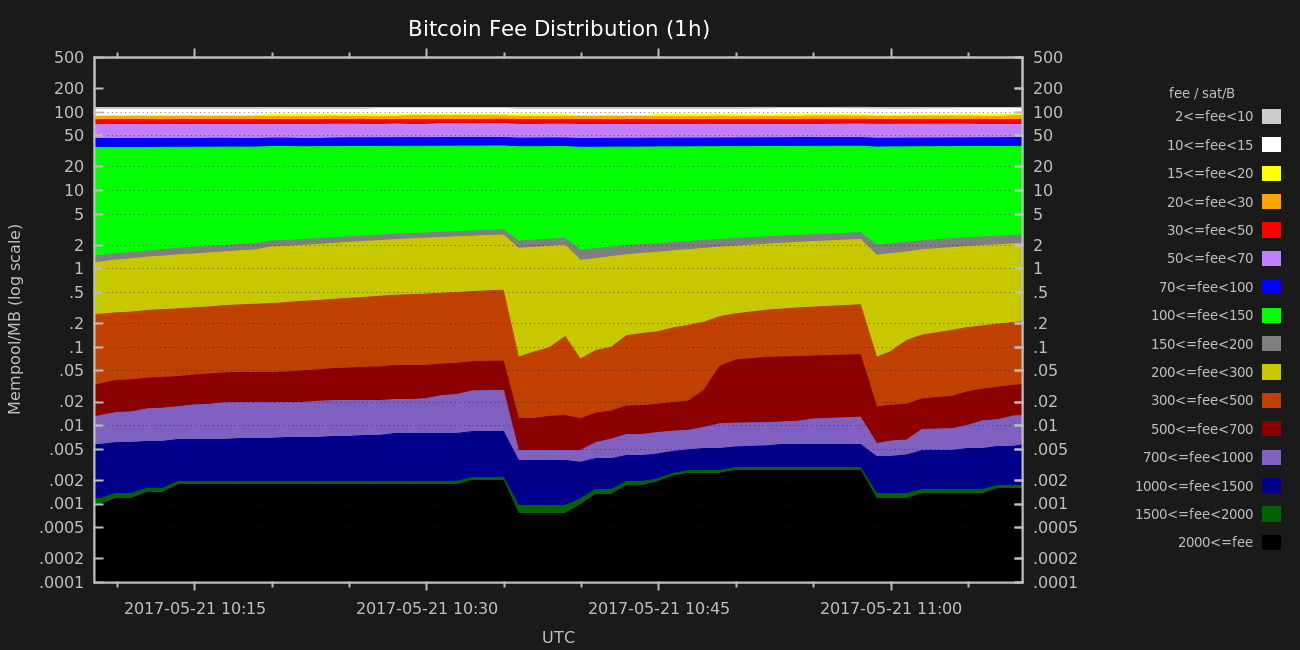 Bitcoin Fee Distribution (1h)
Mempool/MB (log scale)
500
200
100
50
20
10
5
2
1
.5
.2
.1
.05
.02
.01
.005
.002
.001
.0005
.0002
.0001
500
200
100
50
20
10
5
2
1
.5
.2
.1
.05
.02
.01
.005
.002
.001
.0005
.0002
.0001
2017-05-21 10:15
2017-05-21 10:30
2017-05-21 10:45
2017-05-21 11:00
UTC
fee / sat/B
2<=fee<10
10<=fee<15
15<=fee<20
20<=fee<30
30<=fee<50
50<=fee<70
70<=fee<100
100<=fee<150
150<=fee<200
200<=fee<300
300<=fee<500
500<=fee<700
700<=fee<1000
1000<=fee<1500
1500<=fee<2000
2000<=fee